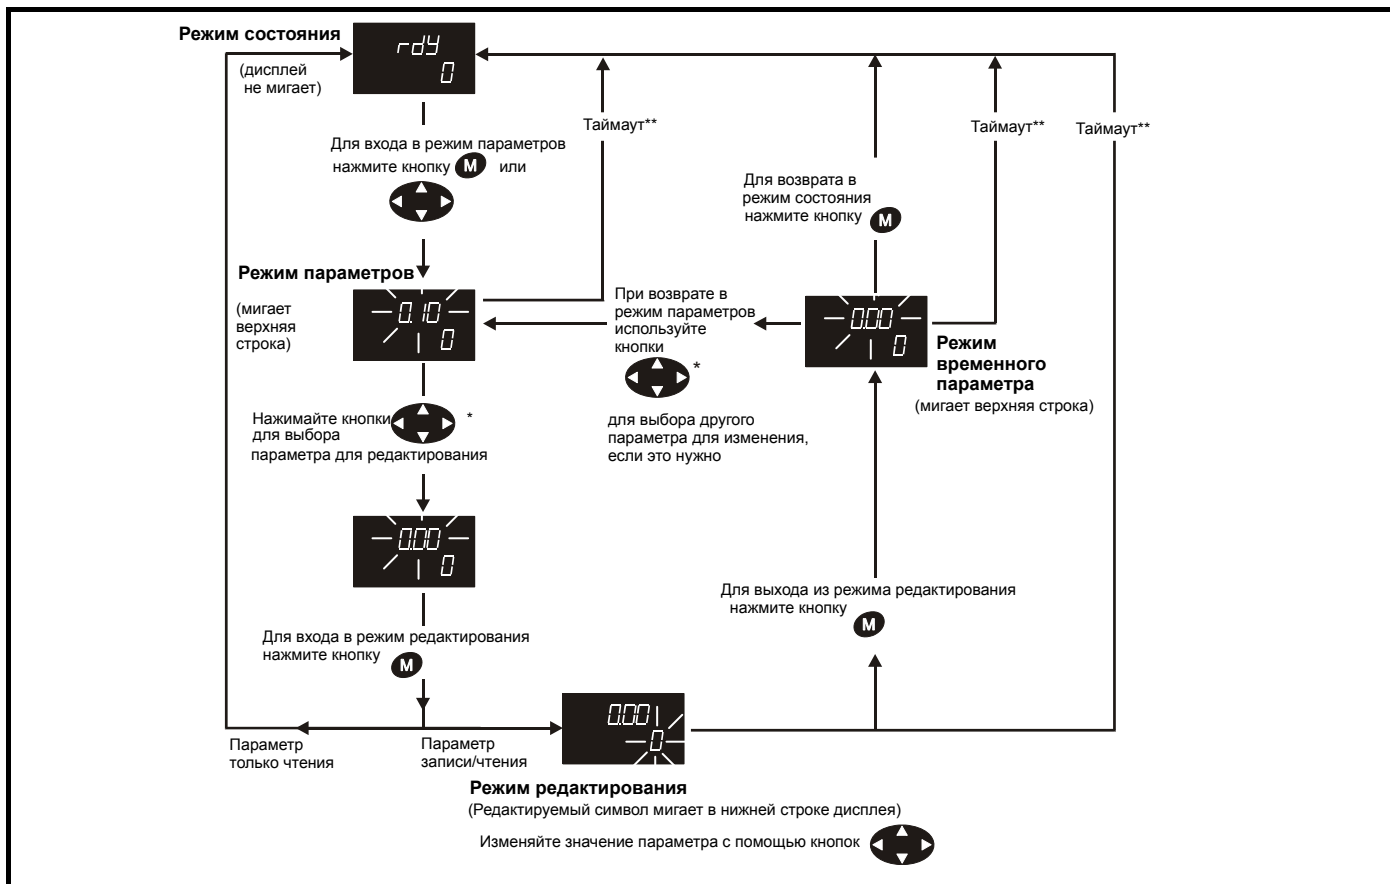 Режим состояния
rdY
0
(дисплей
не мигает)
Таймаут**
Таймаут**
Таймаут**
Для входа в режим параметров
нажмите кнопку M или
Для возврата в
режим состояния
нажмите кнопку M
Режим параметров
(мигает
верхняя
строка)
0.10
0
При возврате в
режим параметров
используйте
кнопки
*
для выбора другого
параметра для изменения,
если это нужно
0.00
0
Режим
временного
параметра
(мигает верхняя строка)
Нажимайте кнопки *
для выбора
параметра для редактирования
0.00
0
Для входа в режим редактирования
нажмите кнопку M
Для выхода из режима редактирования
нажмите кнопку
M
Параметр
только чтения
Параметр
записи/чтения
0.00
0
Режим редактирования
(Редактируемый символ мигает в нижней строке дисплея)
Изменяйте значение параметра с помощью кнопок